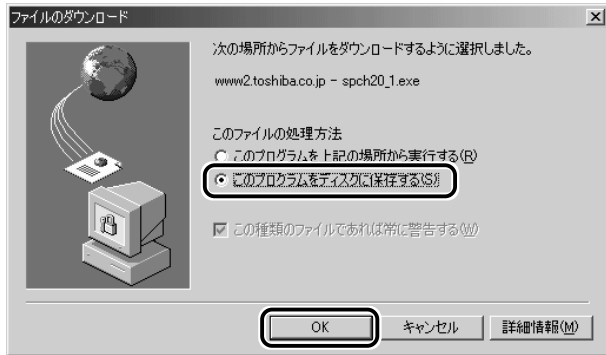 ファイルのダウンロード
次の場所からファイルをダウンロードするように選択しました。
www2.toshiba.co.jp - spch20_1.exe
このファイルの処理方法
このプログラムを上記の場所から実行する(R)
このプログラムをディスクに保存する(S)
この種類のファイルであれば常に警告する(W)
OK キャンセル 詳細情報(M)